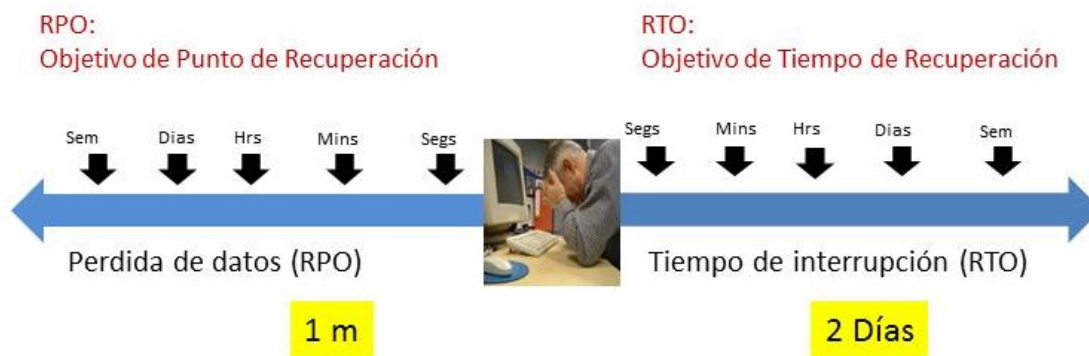 RPO:
Objetivo de Punto de Recuperación
RTO:
Objetivo de Tiempo de Recuperación
Sem Dias Hrs Mins Segs
Segs Mins Hrs Dias Sem
Perdida de datos (RPO)
Tiempo de interrupción (RTO)
1 m
2 Días